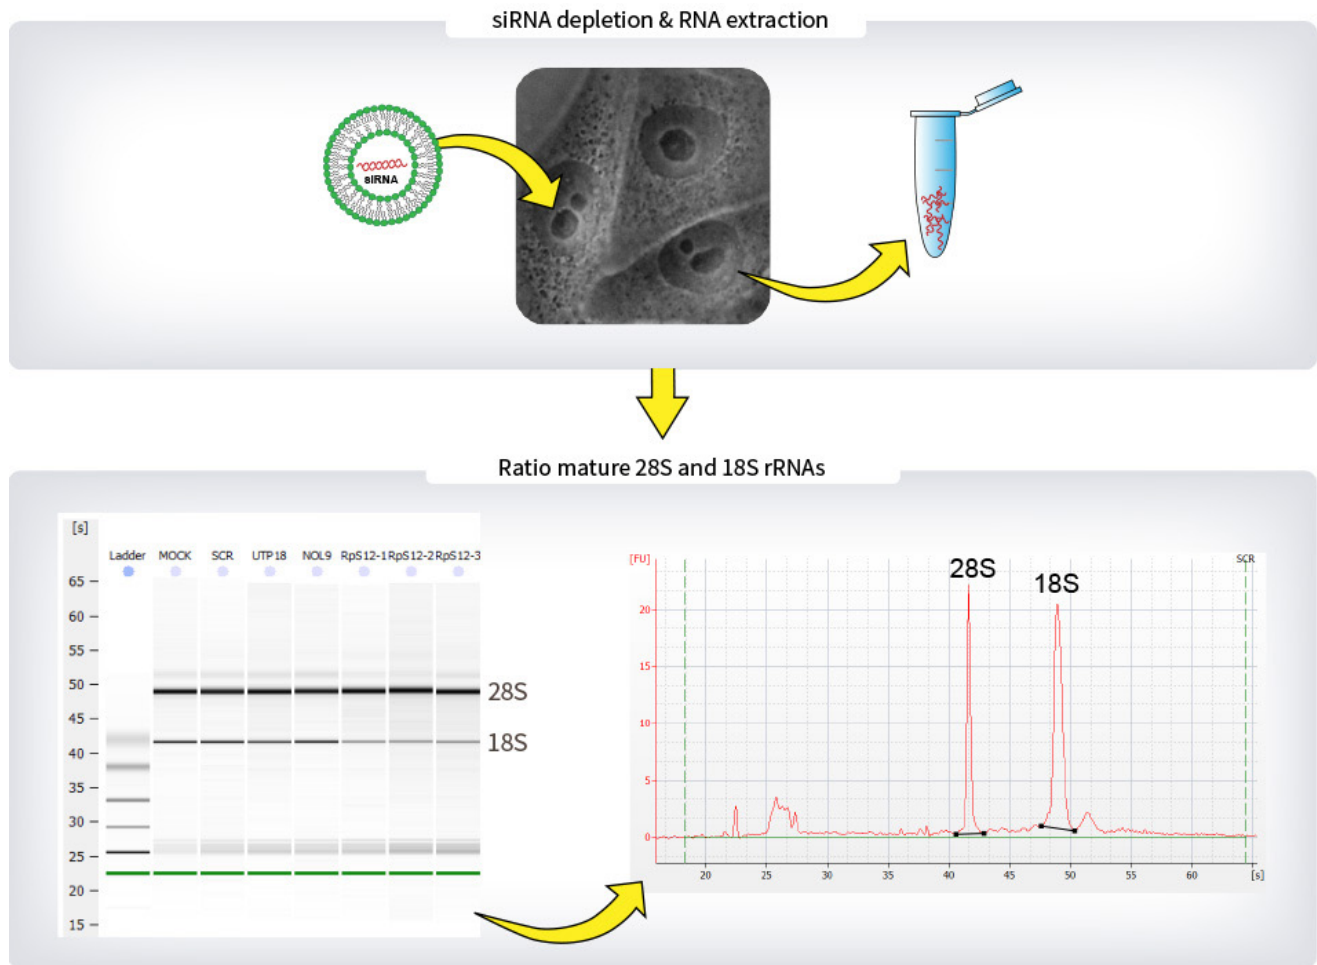 siRNA depletion & RNA extraction
siRNA
Ratio mature 28S and 18S rRNAs
[s]
Ladder MOCK SCR UTP18 NOL9 RpS12-1 RpS12-2 RpS12-3
65
60
55
50
45
40
35
30
25
20
15
28S
18S
[FU]
SCR
28S
18S
20
15
10
5
0
20 25 30 35 40 45 50 55 60 [s]